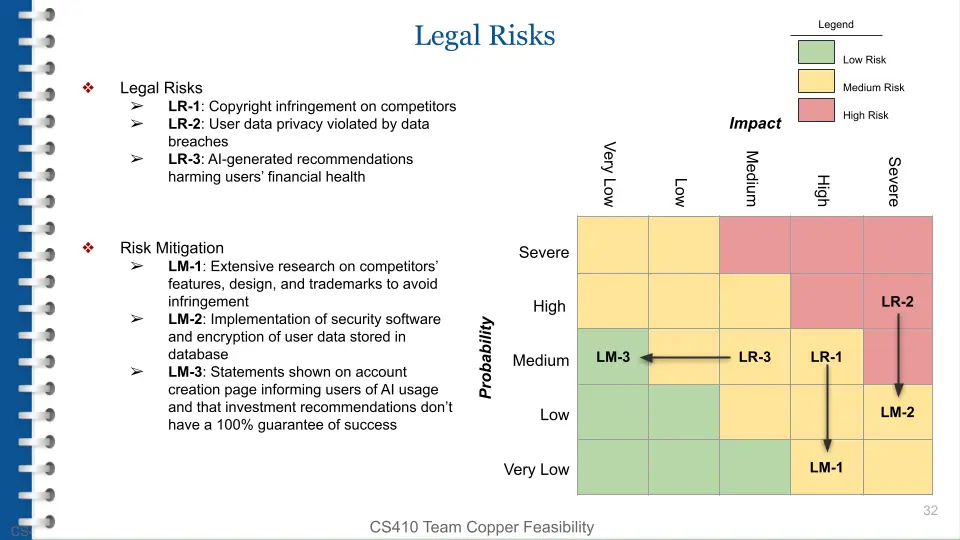 Legal Risks
Legend
Low Risk
Medium Risk
High Risk
❖ Legal Risks
➢ LR-1: Copyright infringement on competitors
➢ LR-2: User data privacy violated by data
breaches
➢ LR-3: AI-generated recommendations
harming users’ financial health
❖ Risk Mitigation
➢ LM-1: Extensive research on competitors’
features, design, and trademarks to avoid
infringement
➢ LM-2: Implementation of security software
and encryption of user data stored in
database
➢ LM-3: Statements shown on account
creation page informing users of AI usage
and that investment recommendations don’t
have a 100% guarantee of success
Impact
Very Low
Low
Medium
High
Severe
Probability
Severe
High
LR-2
Medium
LM-3
LR-3
LR-1
Low
LM-2
Very Low
LM-1
32
CS410 Team Copper Feasibility